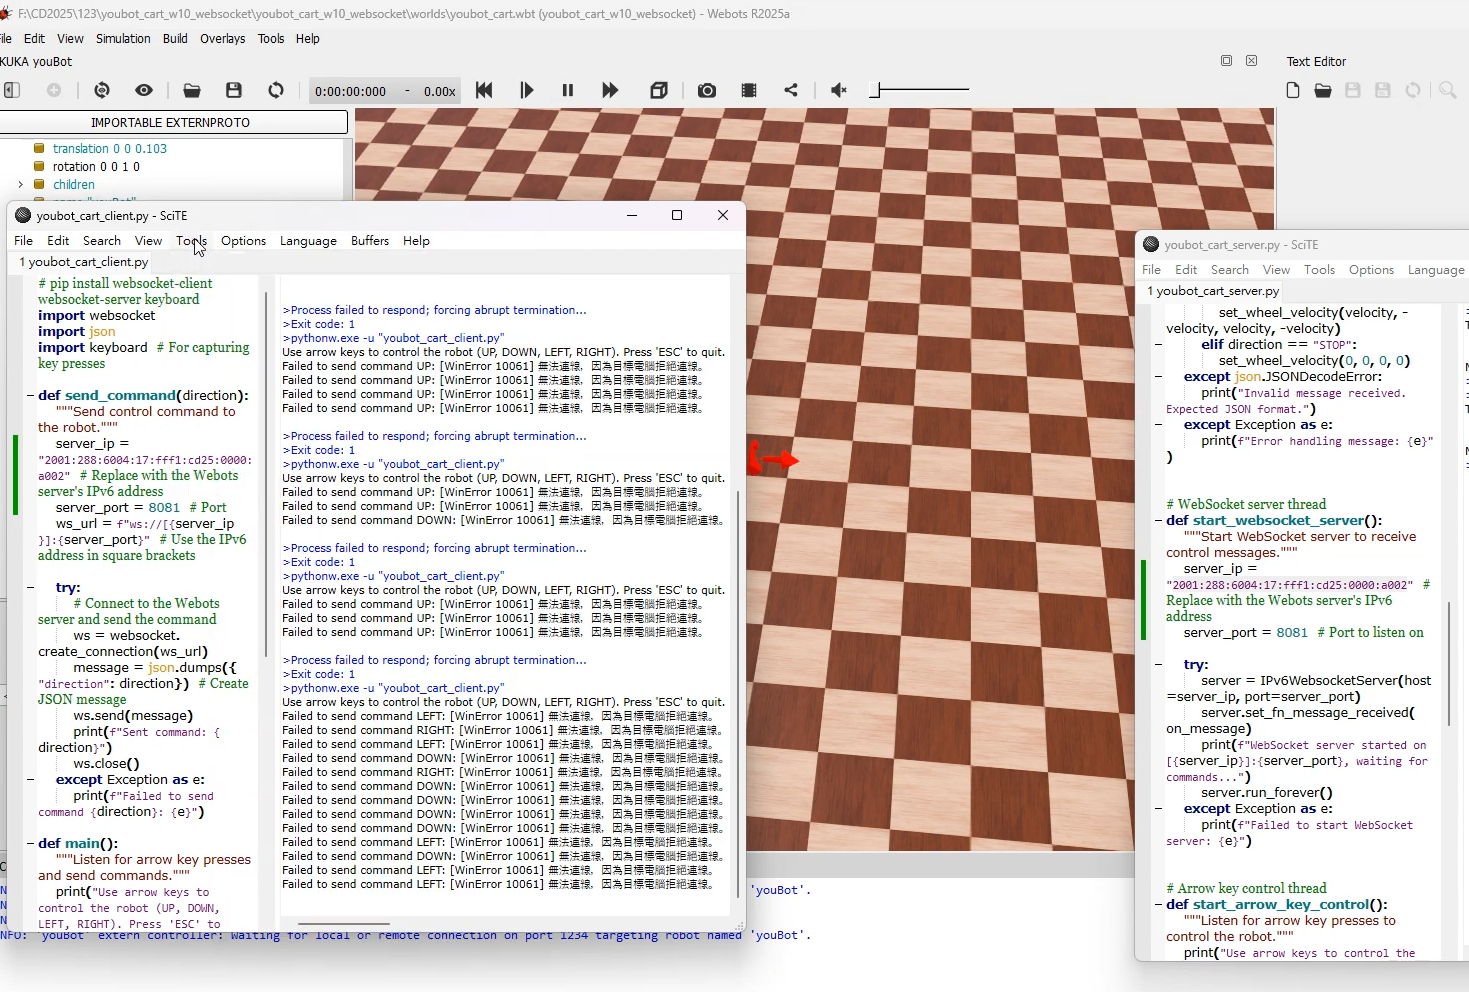 F:\CD2025\123\youbot_cart_w10_websocket\youbot_cart_w10_websocket\worlds\youbot_cart.wbt (youbot_cart_w10_websocket) - Webots R2025a
File Edit View Simulation Build Overlays Tools Help
KUKA youBot
Text Editor
0:00:00:000 - 0.00x
IMPORTABLE EXTERNPROTO
translation 0 0 0.103
rotation 0 0 1 0
children
youbot_cart_client.py - SciTE
File Edit Search View Tools Options Language Buffers Help
1 youbot_cart_client.py
# pip install websocket-client
websocket-server keyboard
import websocket
import json
import keyboard # For capturing
key presses
def send_command(direction):
"""Send control command to
the robot."""
server_ip =
"2001:288:6004:17:fff1:cd25:0000:
a002" # Replace with the Webots
server's IPv6 address
server_port = 8081 # Port
ws_url = f"ws://[{server_ip
}]:{server_port}" # Use the IPv6
address in square brackets
try:
# Connect to the Webots
server and send the command
ws = websocket.
create_connection(ws_url)
message = json.dumps({
"direction": direction}) # Create
JSON message
ws.send(message)
print(f"Sent command: {
direction}")
ws.close()
except Exception as e:
print(f"Failed to send
command {direction}: {e}")
def main():
"""Listen for arrow key presses
and send commands."""
print("Use arrow keys to
control the robot (UP, DOWN,
LEFT, RIGHT). Press 'ESC' to
>Process failed to respond; forcing abrupt termination...
>Exit code: 1
>pythonw.exe -u "youbot_cart_client.py"
Use arrow keys to control the robot (UP, DOWN, LEFT, RIGHT). Press 'ESC' to quit.
Failed to send command UP: [WinError 10061] 無法連線，因為目標電腦拒絕連線。
Failed to send command UP: [WinError 10061] 無法連線，因為目標電腦拒絕連線。
Failed to send command UP: [WinError 10061] 無法連線，因為目標電腦拒絕連線。
Failed to send command UP: [WinError 10061] 無法連線，因為目標電腦拒絕連線。
>Process failed to respond; forcing abrupt termination...
>Exit code: 1
>pythonw.exe -u "youbot_cart_client.py"
Use arrow keys to control the robot (UP, DOWN, LEFT, RIGHT). Press 'ESC' to quit.
Failed to send command UP: [WinError 10061] 無法連線，因為目標電腦拒絕連線。
Failed to send command UP: [WinError 10061] 無法連線，因為目標電腦拒絕連線。
Failed to send command DOWN: [WinError 10061] 無法連線，因為目標電腦拒絕連線。
>Process failed to respond; forcing abrupt termination...
>Exit code: 1
>pythonw.exe -u "youbot_cart_client.py"
Use arrow keys to control the robot (UP, DOWN, LEFT, RIGHT). Press 'ESC' to quit.
Failed to send command UP: [WinError 10061] 無法連線，因為目標電腦拒絕連線。
Failed to send command UP: [WinError 10061] 無法連線，因為目標電腦拒絕連線。
Failed to send command UP: [WinError 10061] 無法連線，因為目標電腦拒絕連線。
>Process failed to respond; forcing abrupt termination...
>Exit code: 1
>pythonw.exe -u "youbot_cart_client.py"
Use arrow keys to control the robot (UP, DOWN, LEFT, RIGHT). Press 'ESC' to quit.
Failed to send command LEFT: [WinError 10061] 無法連線，因為目標電腦拒絕連線。
Failed to send command RIGHT: [WinError 10061] 無法連線，因為目標電腦拒絕連線。
Failed to send command LEFT: [WinError 10061] 無法連線，因為目標電腦拒絕連線。
Failed to send command DOWN: [WinError 10061] 無法連線，因為目標電腦拒絕連線。
Failed to send command RIGHT: [WinError 10061] 無法連線，因為目標電腦拒絕連線。
Failed to send command DOWN: [WinError 10061] 無法連線，因為目標電腦拒絕連線。
Failed to send command DOWN: [WinError 10061] 無法連線，因為目標電腦拒絕連線。
Failed to send command DOWN: [WinError 10061] 無法連線，因為目標電腦拒絕連線。
Failed to send command DOWN: [WinError 10061] 無法連線，因為目標電腦拒絕連線。
Failed to send command LEFT: [WinError 10061] 無法連線，因為目標電腦拒絕連線。
Failed to send command DOWN: [WinError 10061] 無法連線，因為目標電腦拒絕連線。
Failed to send command LEFT: [WinError 10061] 無法連線，因為目標電腦拒絕連線。
Failed to send command LEFT: [WinError 10061] 無法連線，因為目標電腦拒絕連線。
'youBot'.
NFO: 'youBot' extern controller: Waiting for local or remote connection on port 1234 targeting robot named 'youBot'.
youbot_cart_server.py - SciTE
File Edit Search View Tools Options Language
1 youbot_cart_server.py
set_wheel_velocity(velocity, -
velocity, velocity, -velocity)
elif direction == "STOP":
set_wheel_velocity(0, 0, 0, 0)
except json.JSONDecodeError:
print("Invalid message received.
Expected JSON format.")
except Exception as e:
print(f"Error handling message: {e}"
)
# WebSocket server thread
def start_websocket_server():
"""Start WebSocket server to receive
control messages."""
server_ip =
"2001:288:6004:17:fff1:cd25:0000:a002" #
Replace with the Webots server's IPv6
address
server_port = 8081 # Port to listen on
try:
server = IPv6WebsocketServer(host
=server_ip, port=server_port)
server.set_fn_message_received(
on_message)
print(f"WebSocket server started on
[{server_ip}]:{server_port}, waiting for
commands...")
server.run_forever()
except Exception as e:
print(f"Failed to start WebSocket
server: {e}")
# Arrow key control thread
def start_arrow_key_control():
"""Listen for arrow key presses to
control the robot."""
print("Use arrow keys to control the